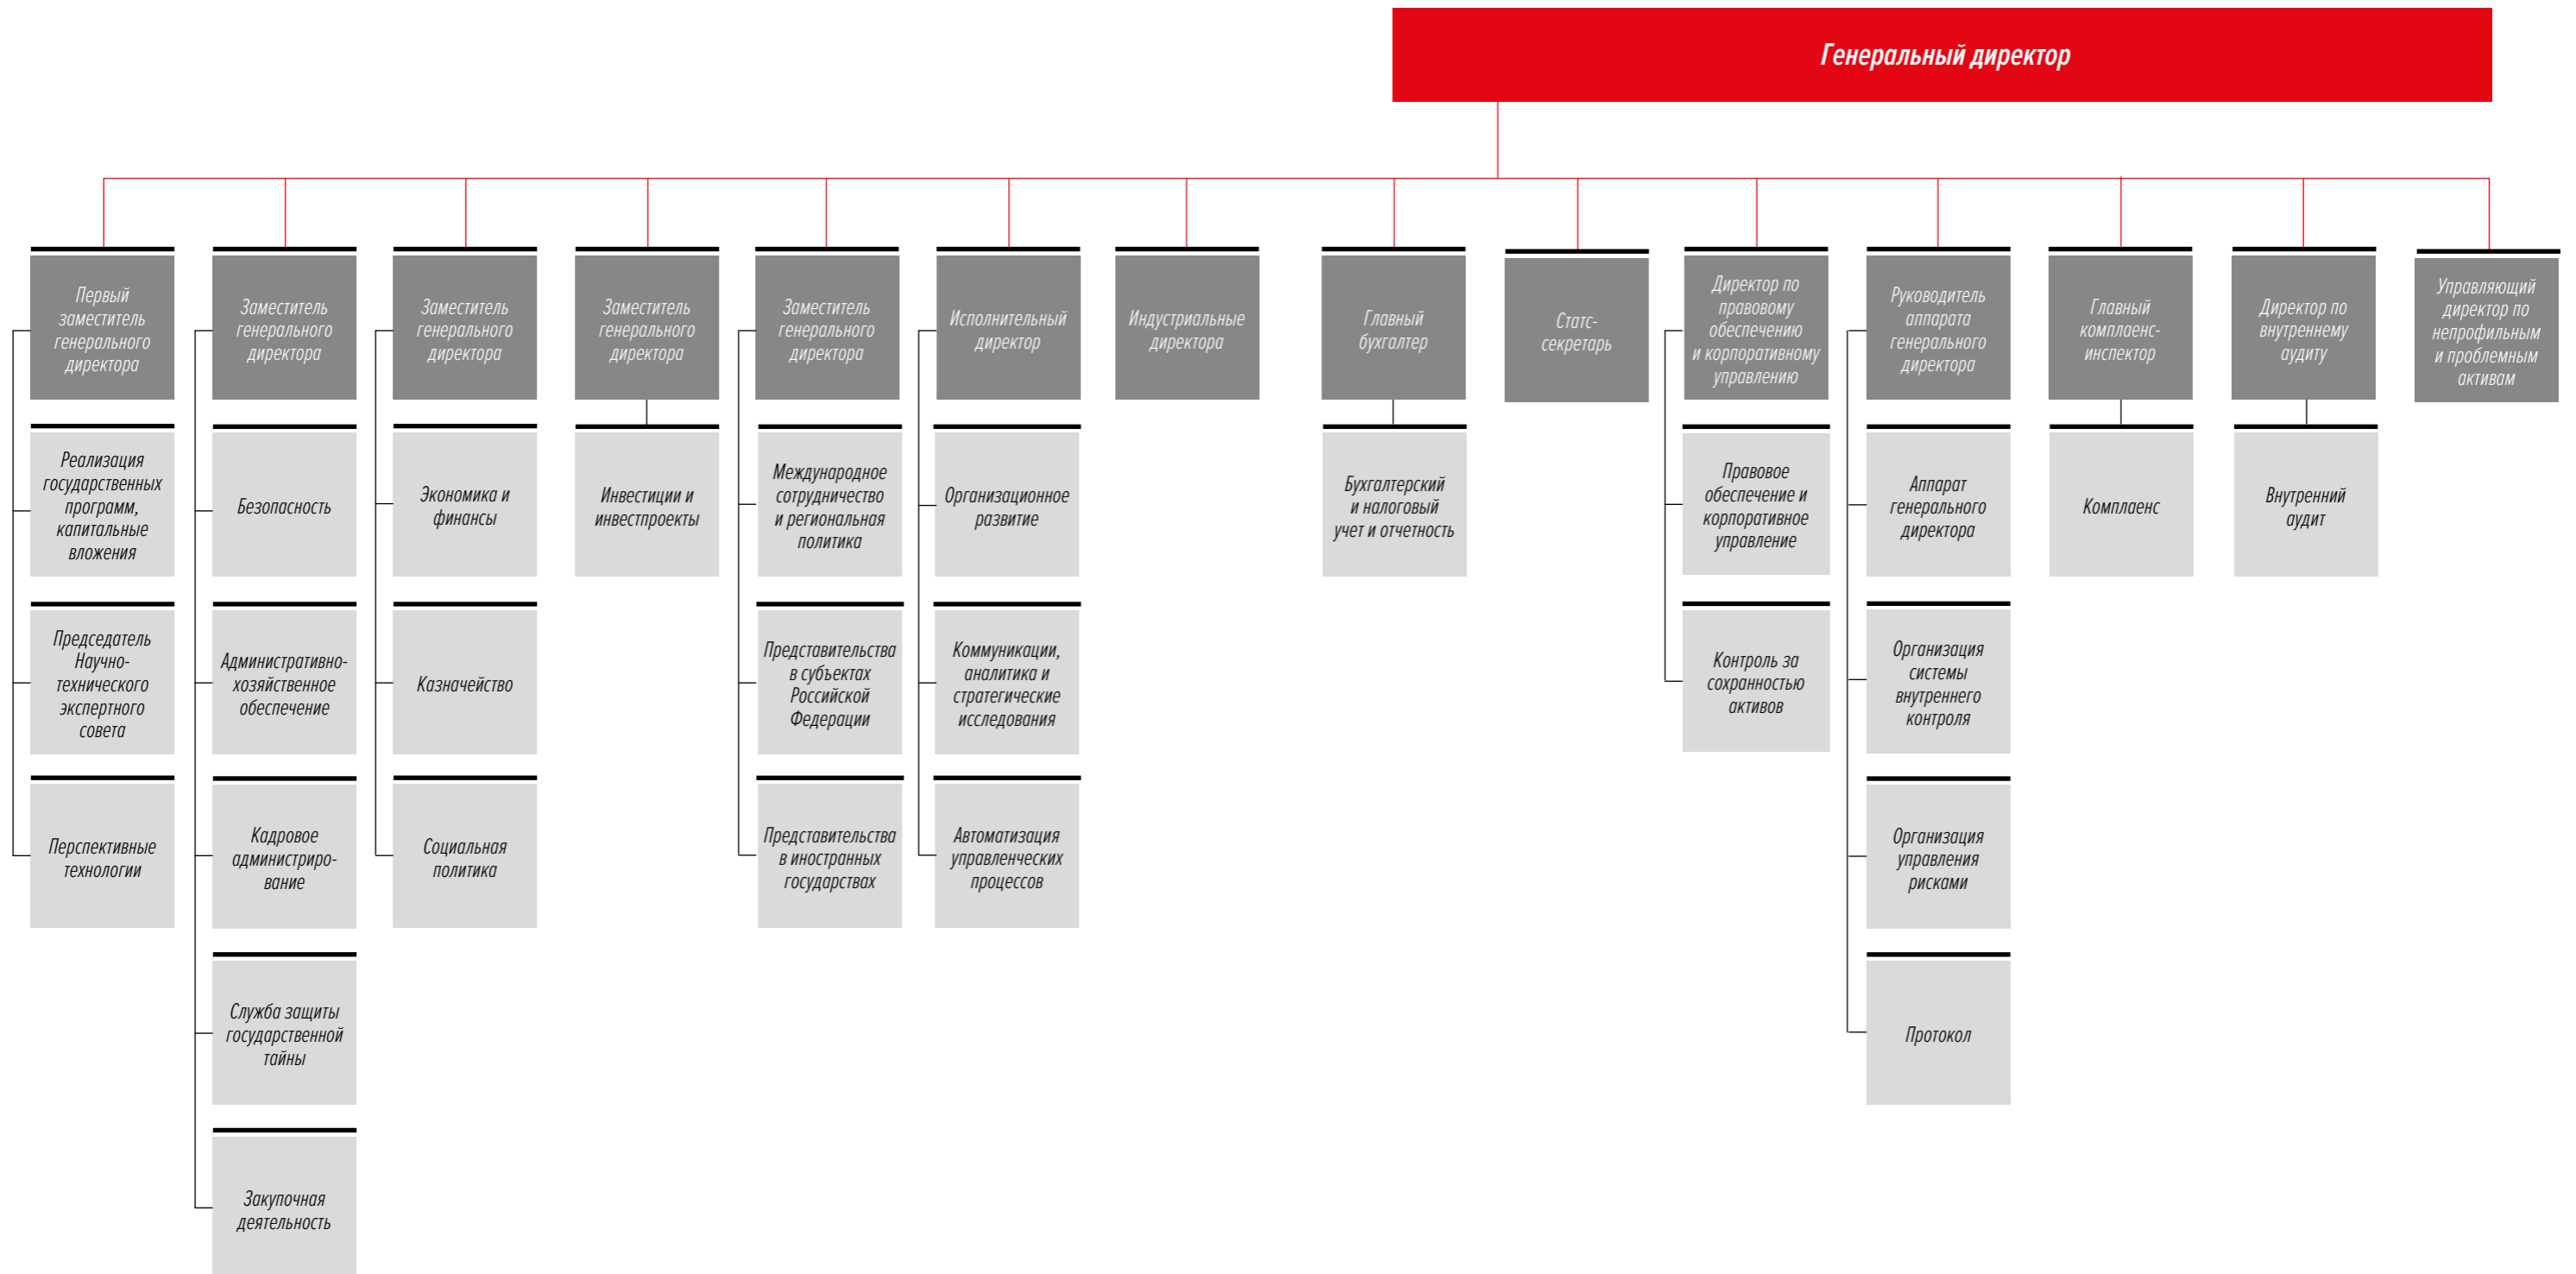 Генеральный директор
Первый
заместитель
генерального
директора
Заместитель
генерального
директора
Заместитель
генерального
директора
Заместитель
генерального
директора
Заместитель
генерального
директора
Исполнительный
директор
Индустриальные
директора
Главный
бухгалтер
Статс-
секретарь
Директор по
правовому
обеспечению
и корпоративному
управлению
Руководитель
аппарата
генерального
директора
Главный
комплаенс-
инспектор
Директор по
внутреннему
аудиту
Управляющий
директор по
непрофильным
и проблемным
активам
Реализация
государственных
программ,
капитальные
вложения
Безопасность
Экономика и
финансы
Инвестиции и
инвестпроекты
Международное
сотрудничество
и региональная
политика
Организационное
развитие
Бухгалтерский
и налоговый
учет и отчетность
Правовое
обеспечение и
корпоративное
управление
Аппарат
генерального
директора
Комплаенс
Внутренний
аудит
Председатель
Научно-
технического
экспертного
совета
Административно-
хозяйственное
обеспечение
Казначейство
Представительства
в субъектах
Российской
Федерации
Коммуникации,
аналитика и
стратегические
исследования
Контроль за
сохранностью
активов
Организация
системы
внутреннего
контроля
Перспективные
технологии
Кадровое
администриро-
вание
Социальная
политика
Представительства
в иностранных
государствах
Автоматизация
управленческих
процессов
Организация
управления
рисками
Служба защиты
государственной
тайны
Протокол
Закупочная
деятельность